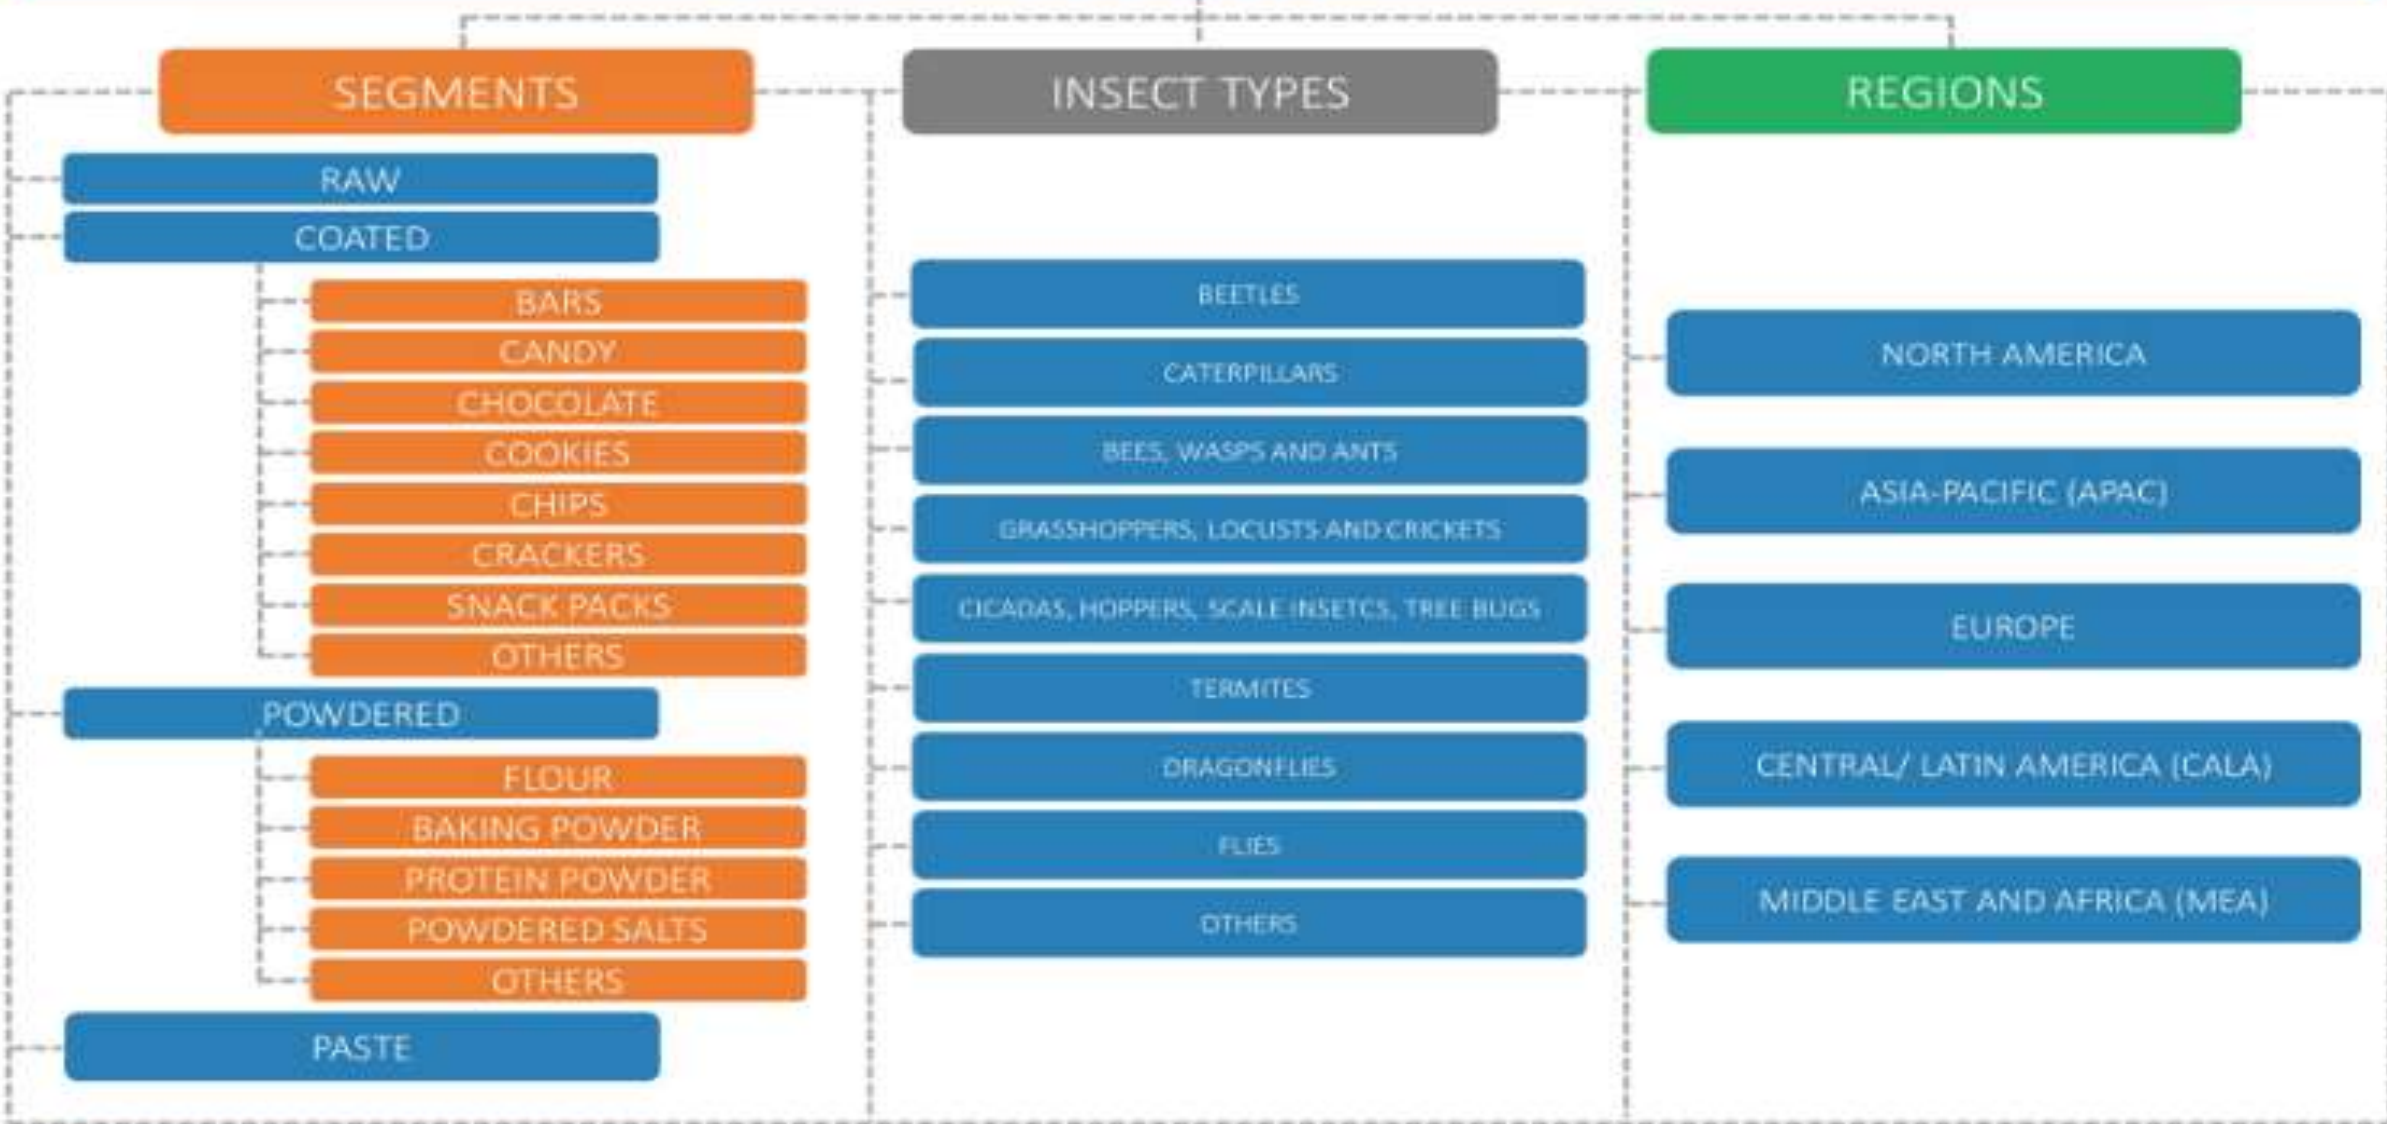 SEGMENTS
RAW
COATED
BARS
CANDY
CHOCOLATE
COOKIES
CHIPS
CRACKERS
SNACK PACKS
OTHERS
POWDERED
FLOUR
BAKING POWDER
PROTEIN POWDER
POWDERED SALTS
OTHERS
PASTE
INSECT TYPES
BEETLES
CATERPILLARS
BEES, WASPS AND ANTS
GRASSHOPPERS, LOCUSTS AND CRICKETS
CICADAS, HOPPERS, SCALE INSETCS, TREE BUGS
TERMITES
DRAGONFLIES
FLIES
OTHERS
REGIONS
NORTH AMERICA
ASIA-PACIFIC (APAC)
EUROPE
CENTRAL/ LATIN AMERICA (CALA)
MIDDLE EAST AND AFRICA (MEA)